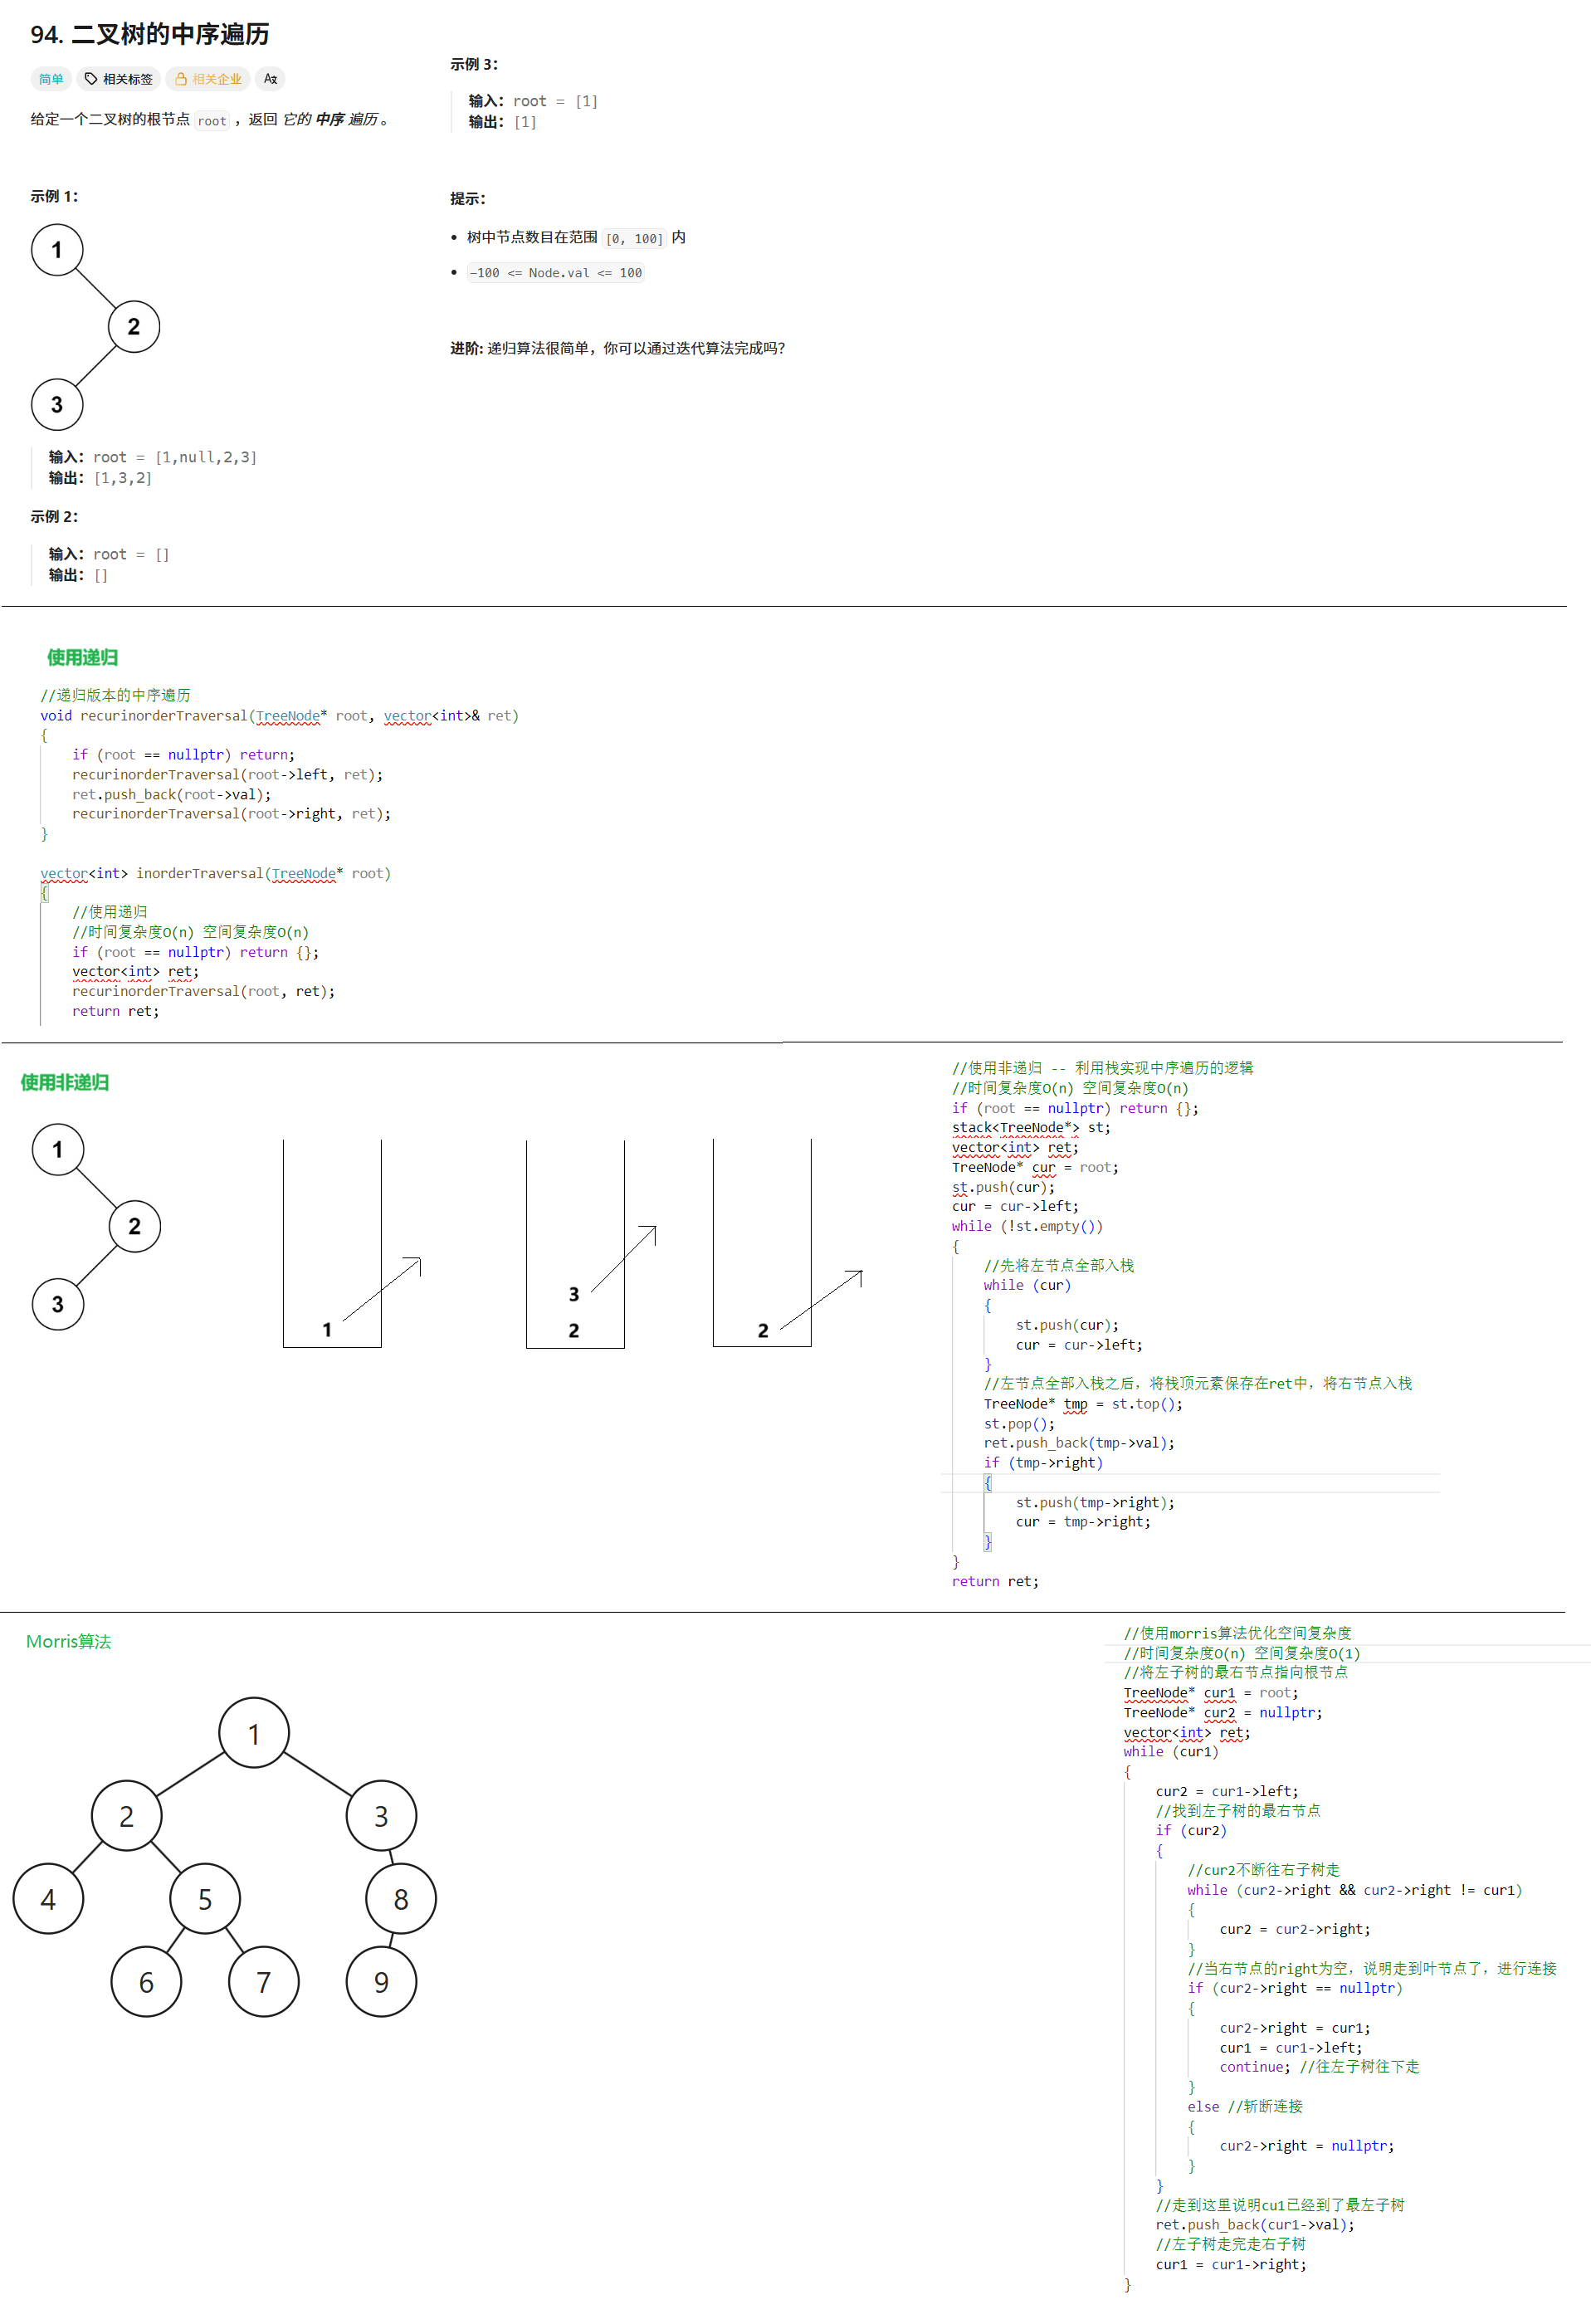 94. 二叉树的中序遍历
简单 相关标签 相关企业 A文
给定一个二叉树的根节点 root ，返回 它的 中序 遍历 。
示例 1：
1
2
3
输入：root = [1,null,2,3]
输出：[1,3,2]
示例 2：
输入：root = []
输出：[]
示例 3：
输入：root = [1]
输出：[1]
提示：
• 树中节点数目在范围 [0, 100] 内
• -100 <= Node.val <= 100
进阶: 递归算法很简单，你可以通过迭代算法完成吗？
使用递归
//递归版本的中序遍历
void recurinorderTraversal(TreeNode* root, vector<int>& ret)
{
if (root == nullptr) return;
recurinorderTraversal(root->left, ret);
ret.push_back(root->val);
recurinorderTraversal(root->right, ret);
}
vector<int> inorderTraversal(TreeNode* root)
{
//使用递归
//时间复杂度O(n) 空间复杂度O(n)
if (root == nullptr) return {};
vector<int> ret;
recurinorderTraversal(root, ret);
return ret;
使用非递归
1
2
3
1
3
2
2
//使用非递归 -- 利用栈实现中序遍历的逻辑
//时间复杂度O(n) 空间复杂度O(n)
if (root == nullptr) return {};
stack<TreeNode*> st;
vector<int> ret;
TreeNode* cur = root;
st.push(cur);
cur = cur->left;
while (!st.empty())
{
//先将左节点全部入栈
while (cur)
{
st.push(cur);
cur = cur->left;
}
//左节点全部入栈之后，将栈顶元素保存在ret中，将右节点入栈
TreeNode* tmp = st.top();
st.pop();
ret.push_back(tmp->val);
if (tmp->right)
{
st.push(tmp->right);
cur = tmp->right;
}
}
return ret;
Morris算法
1
2 3
4 5 8
6 7 9
//使用morris算法优化空间复杂度
//时间复杂度O(n) 空间复杂度O(1)
//将左子树的最右节点指向根节点
TreeNode* cur1 = root;
TreeNode* cur2 = nullptr;
vector<int> ret;
while (cur1)
{
cur2 = cur1->left;
//找到左子树的最右节点
if (cur2)
{
//cur2不断往右子树走
while (cur2->right && cur2->right != cur1)
{
cur2 = cur2->right;
}
//当右节点的right为空，说明走到叶节点了，进行连接
if (cur2->right == nullptr)
{
cur2->right = cur1;
cur1 = cur1->left;
continue; //往左子树往下走
}
else //斩断连接
{
cur2->right = nullptr;
}
}
//走到这里说明cu1已经到了最左子树
ret.push_back(cur1->val);
//左子树走完走右子树
cur1 = cur1->right;
}